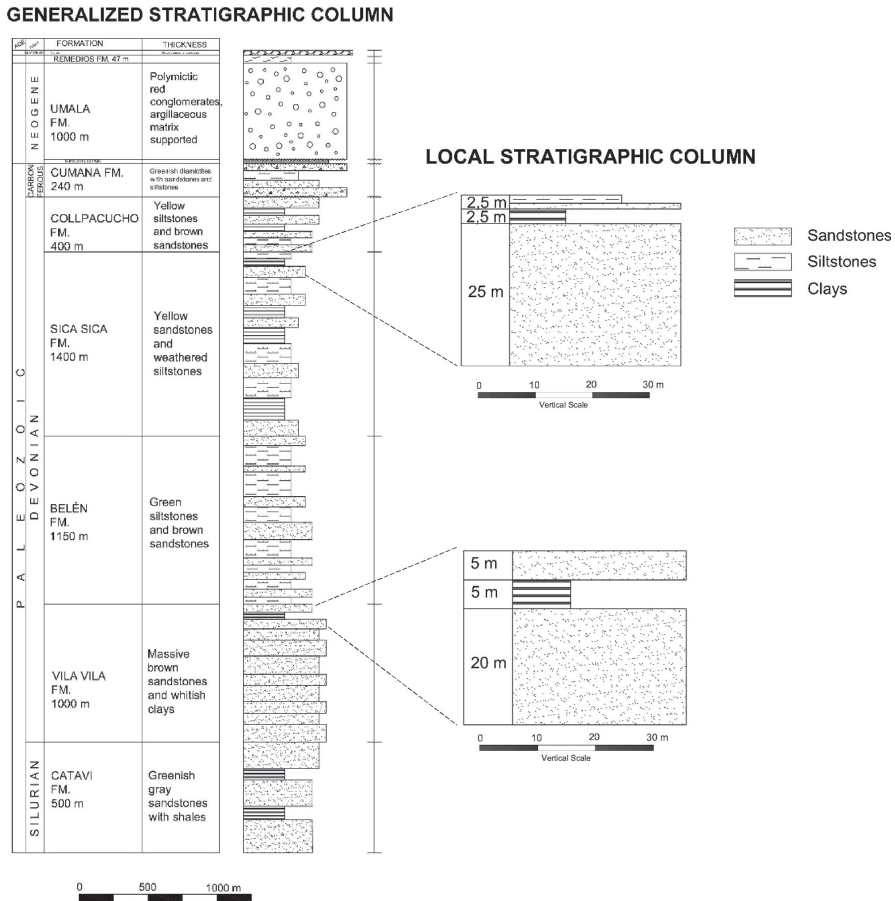 GENERALIZED STRATIGRAPHIC COLUMN
AGE
FORMATION
THICKNESS
REMEDIOS FM. 47 m
NEOGENE
UMALA
FM.
1000 m
Polymictic
red
conglomerates,
argillaceous
matrix
supported
CARBON
FEROUS
CUMANA FM.
240 m
Greenish diamictites
with sandstones and
siltstones
COLLPACUCHO
FM.
400 m
Yellow
siltstones
and brown
sandstones
PALEOZOIC
DEVONIAN
SICA SICA
FM.
1400 m
Yellow
sandstones
and
weathered
siltstones
BELÉN
FM.
1150 m
Green
siltstones
and brown
sandstones
VILA VILA
FM.
1000 m
Massive
brown
sandstones
and whitish
clays
SILURIAN
CATAVI
FM.
500 m
Greenish
gray
sandstones
with shales
0 500 1000 m
LOCAL STRATIGRAPHIC COLUMN
2,5 m
2,5 m
25 m
0 10 20 30 m
Vertical Scale
Sandstones
Siltstones
Clays
5 m
5 m
20 m
0 10 20 30 m
Vertical Scale